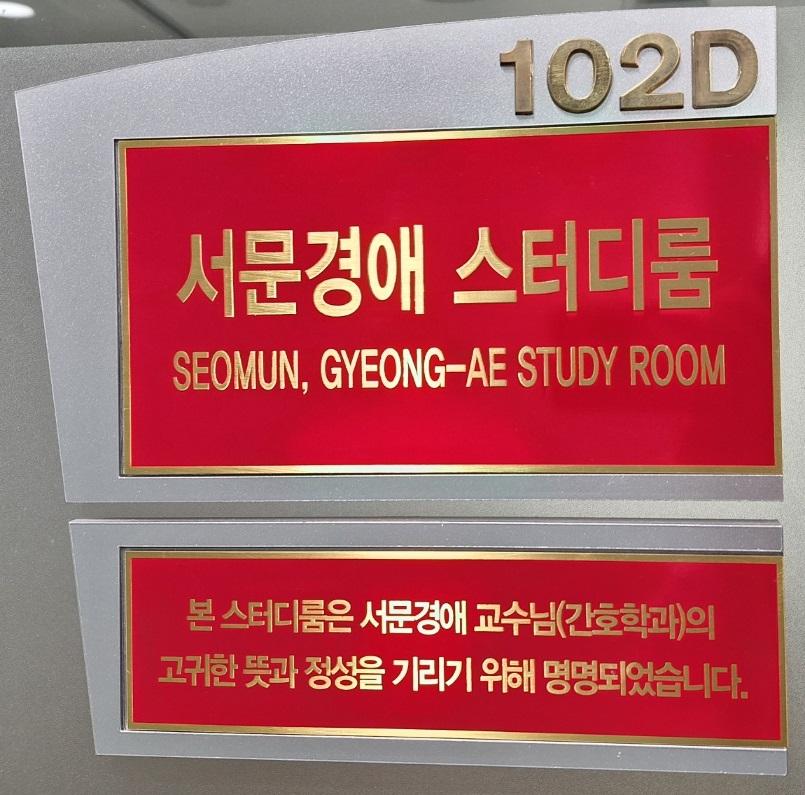 102D
서문경애 스터디룸
SEOMUN, GYEONG-AE STUDY ROOM
본 스터디룸은 서문경애 교수님(간호학과)의
고귀한 뜻과 정성을 기리기 위해 명명되었습니다.